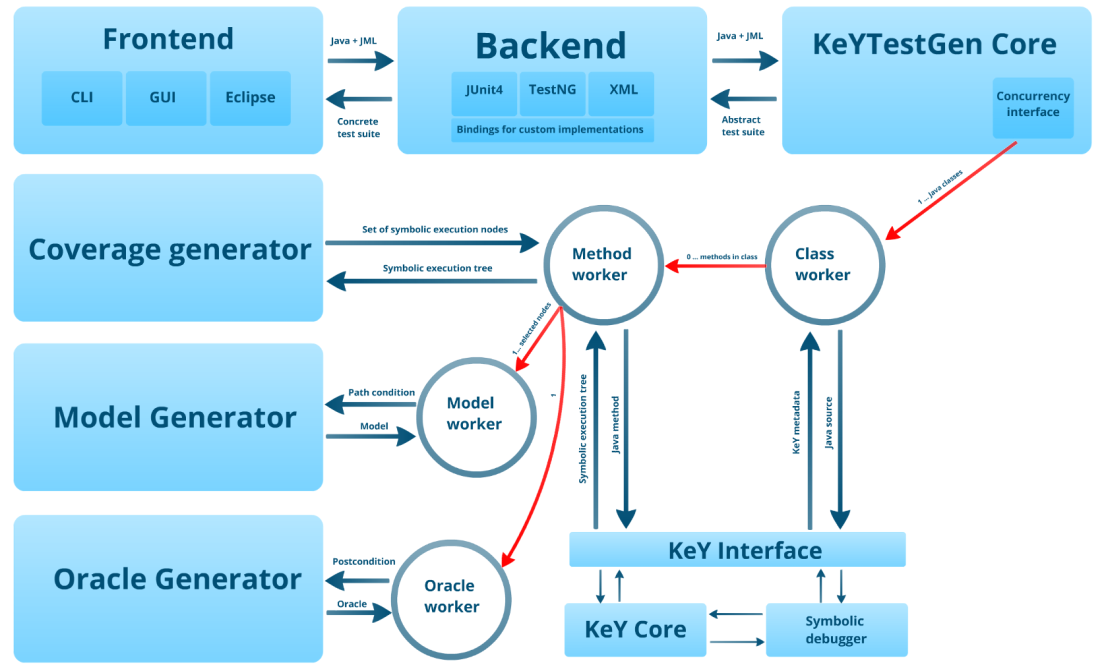 Frontend
CLI
GUI
Eclipse
Java + JML
Concrete
test suite
Backend
JUnit4
TestNG
XML
Bindings for custom implementations
Java + JML
Abstract
test suite
KeYTestGen Core
Concurrency
interface
1 ... Java classes
Coverage generator
Set of symbolic execution nodes
Symbolic execution tree
Method
worker
0 ... methods in class
Class
worker
1... selected nodes
1
Model Generator
Path condition
Model
Model
worker
Symbolic execution tree
Java method
KeY metadata
Java source
Oracle Generator
Postcondition
Oracle
Oracle
worker
KeY Interface
KeY Core
Symbolic
debugger